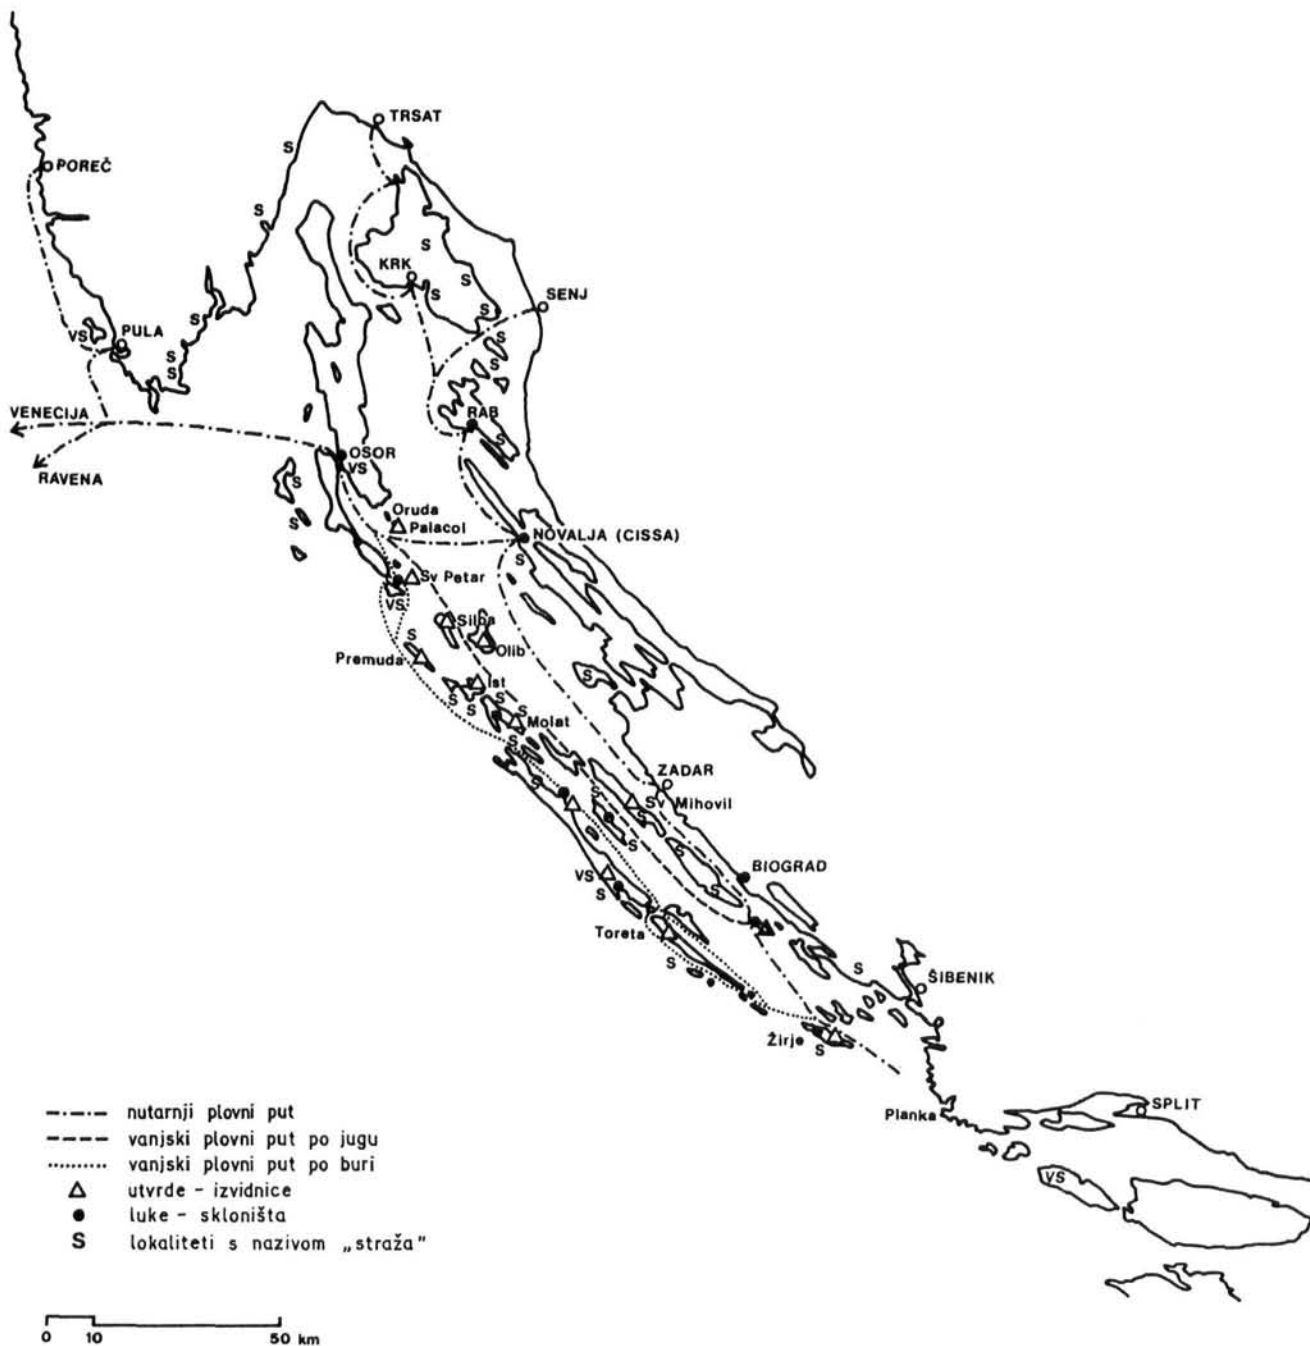 TRSAT
S
POREČ
S
S
KRK
S
S
S
SENJ
S
S
VS
PULA
S
S
S
S
S
VENECIJA
RAB
S
OSOR
VS
RAVENA
S
S
Oruda
Palacol
NOVALJA (CISSA)
S
Sv Petar
VS
Silba
S
Olib
Premuda
Ist
S
S
S
S
S
Molat
S
ZADAR
S
S
Sv Mihovil
S
S
S
BIOGRAD
VS
S
S
Toreta
S
S
ŠIBENIK
Žirje
S
Planka
SPLIT
VS
nutarnji plovni put
vanjski plovni put po jugu
vanjski plovni put po buri
utvrde - izvidnice
luke - skloništa
S lokaliteti s nazivom „straža”
0 10 50 km